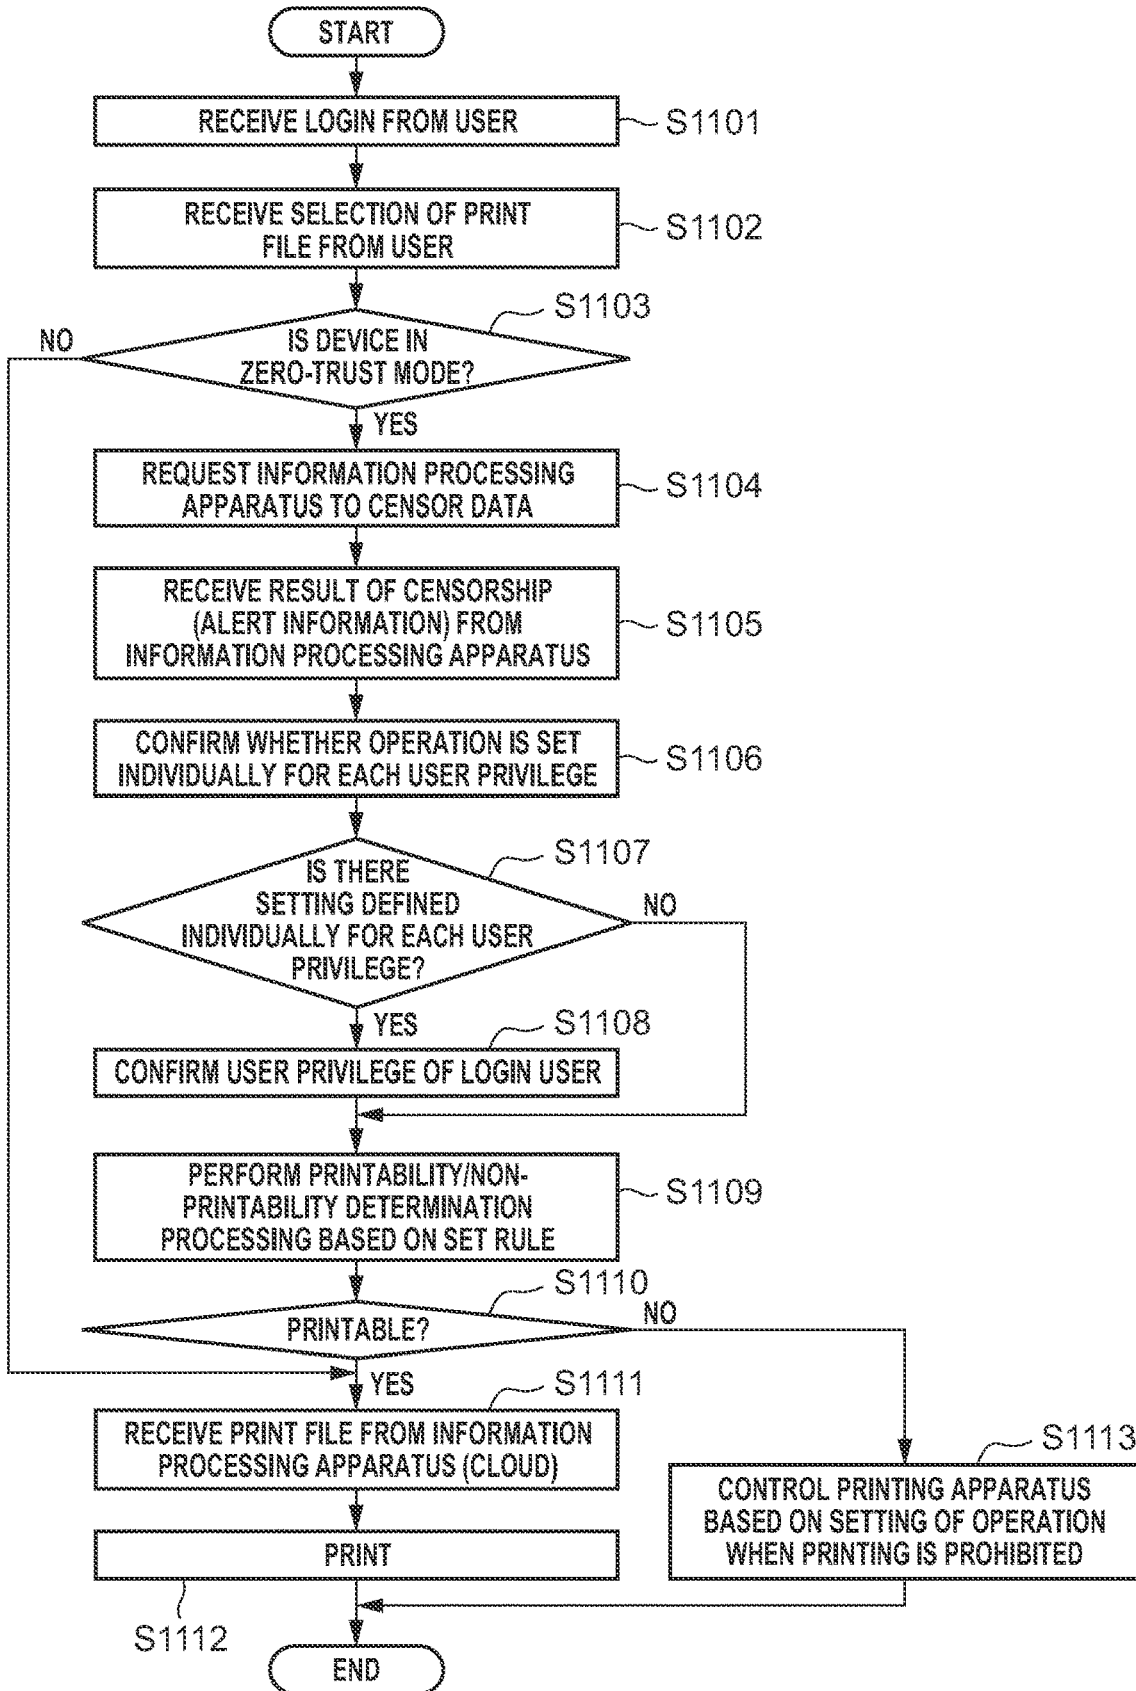 START
RECEIVE LOGIN FROM USER
S1101
RECEIVE SELECTION OF PRINT
FILE FROM USER
S1102
S1103
IS DEVICE IN
ZERO-TRUST MODE?
NO
YES
REQUEST INFORMATION PROCESSING
APPARATUS TO CENSOR DATA
S1104
RECEIVE RESULT OF CENSORSHIP
(ALERT INFORMATION) FROM
INFORMATION PROCESSING APPARATUS
S1105
CONFIRM WHETHER OPERATION IS SET
INDIVIDUALLY FOR EACH USER PRIVILEGE
S1106
S1107
IS THERE
SETTING DEFINED
INDIVIDUALLY FOR EACH USER
PRIVILEGE?
NO
YES
S1108
CONFIRM USER PRIVILEGE OF LOGIN USER
PERFORM PRINTABILITY/NON-
PRINTABILITY DETERMINATION
PROCESSING BASED ON SET RULE
S1109
S1110
PRINTABLE?
NO
YES
S1111
RECEIVE PRINT FILE FROM INFORMATION
PROCESSING APPARATUS (CLOUD)
S1113
CONTROL PRINTING APPARATUS
BASED ON SETTING OF OPERATION
WHEN PRINTING IS PROHIBITED
PRINT
S1112
END